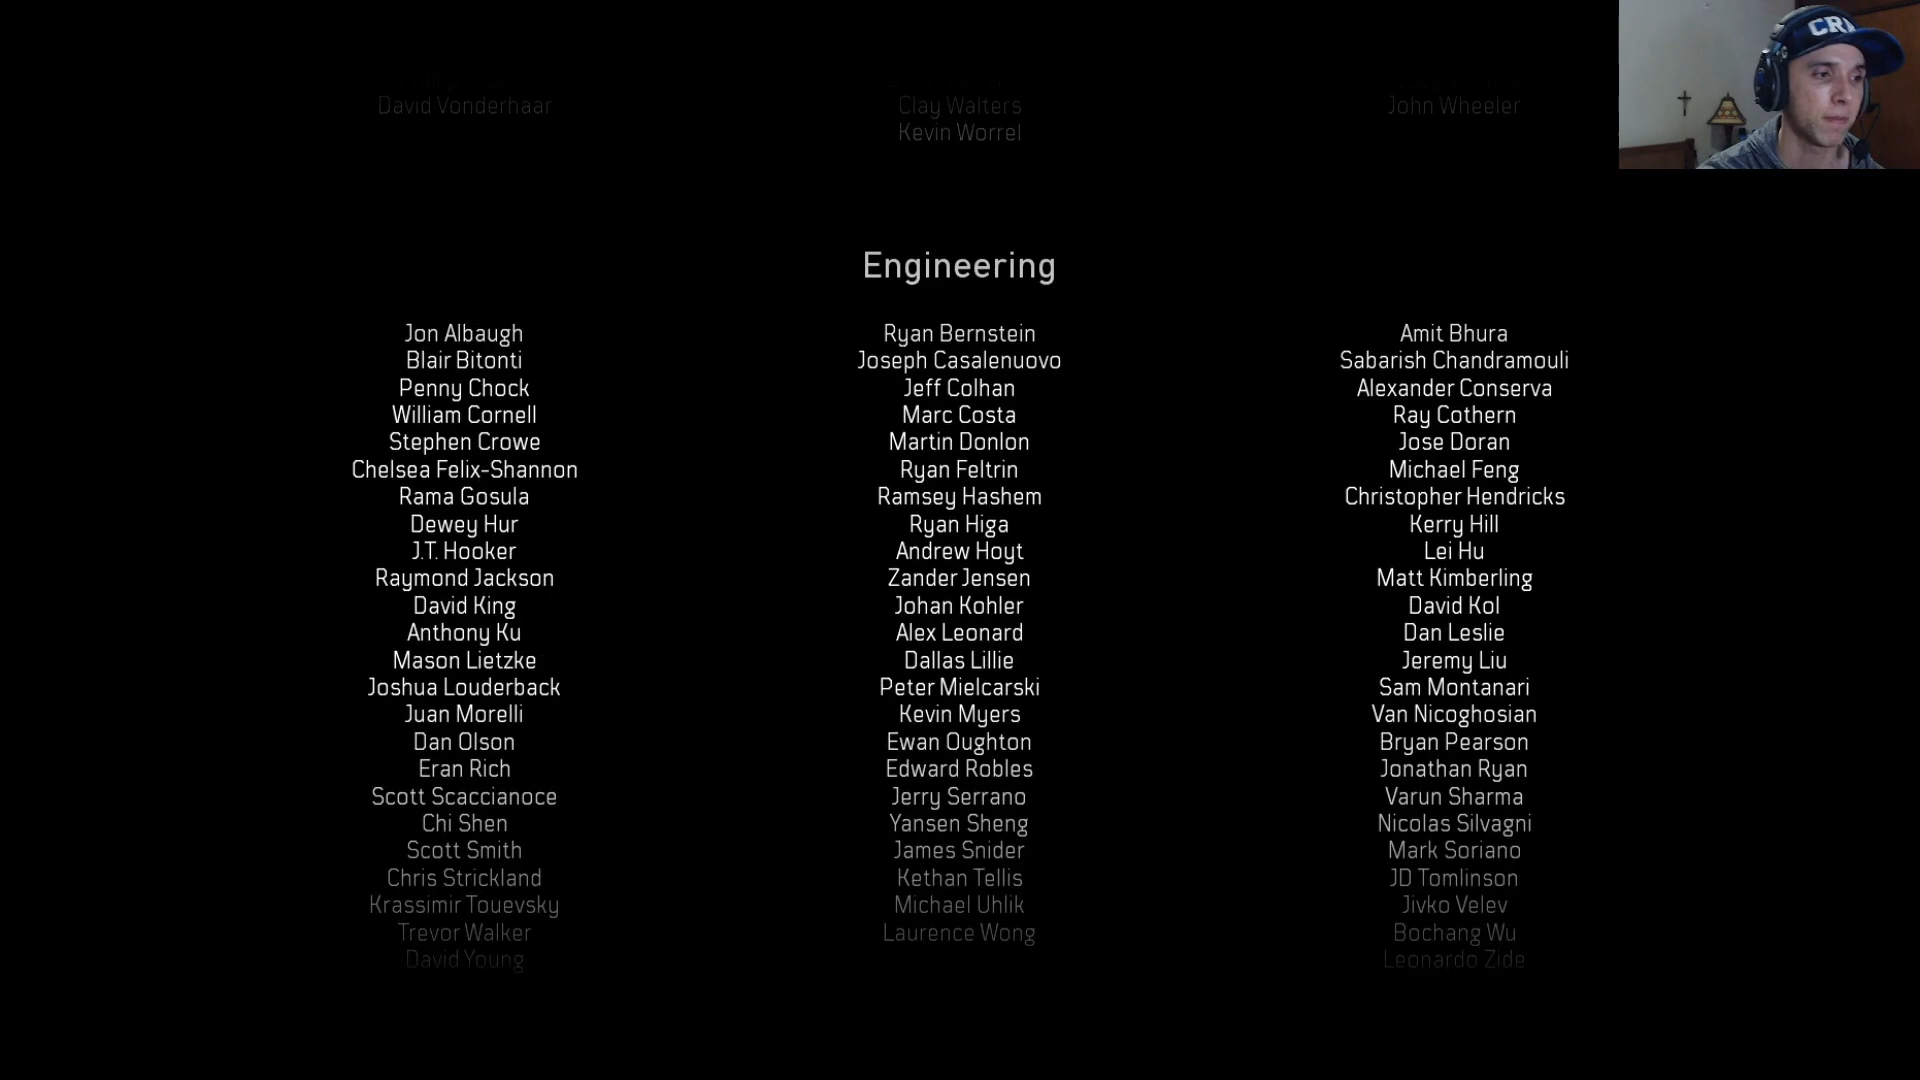 David Vonderhaar Clay Walters John Wheeler
Kevin Worrel
Engineering
Jon Albaugh Ryan Bernstein Amit Bhura
Blair Bitonti Joseph Casalenuovo Sabarish Chandramouli
Penny Chock Jeff Colhan Alexander Conserva
William Cornell Marc Costa Ray Cothern
Stephen Crowe Martin Donlon Jose Doran
Chelsea Felix-Shannon Ryan Feltrin Michael Feng
Rama Gosula Ramsey Hashem Christopher Hendricks
Dewey Hur Ryan Higa Kerry Hill
J.T. Hooker Andrew Hoyt Lei Hu
Raymond Jackson Zander Jensen Matt Kimberling
David King Johan Kohler David Kol
Anthony Ku Alex Leonard Dan Leslie
Mason Lietzke Dallas Lillie Jeremy Liu
Joshua Louderback Peter Mielcarski Sam Montanari
Juan Morelli Kevin Myers Van Nicoghosian
Dan Olson Ewan Oughton Bryan Pearson
Eran Rich Edward Robles Jonathan Ryan
Scott Scaccianoce Jerry Serrano Varun Sharma
Chi Shen Yansen Sheng Nicolas Silvagni
Scott Smith James Snider Mark Soriano
Chris Strickland Kethan Tellis JD Tomlinson
Krassimir Touevsky Michael Uhlik Jivko Velev
Trevor Walker Laurence Wong Bochang Wu
David Young Leonardo Zide